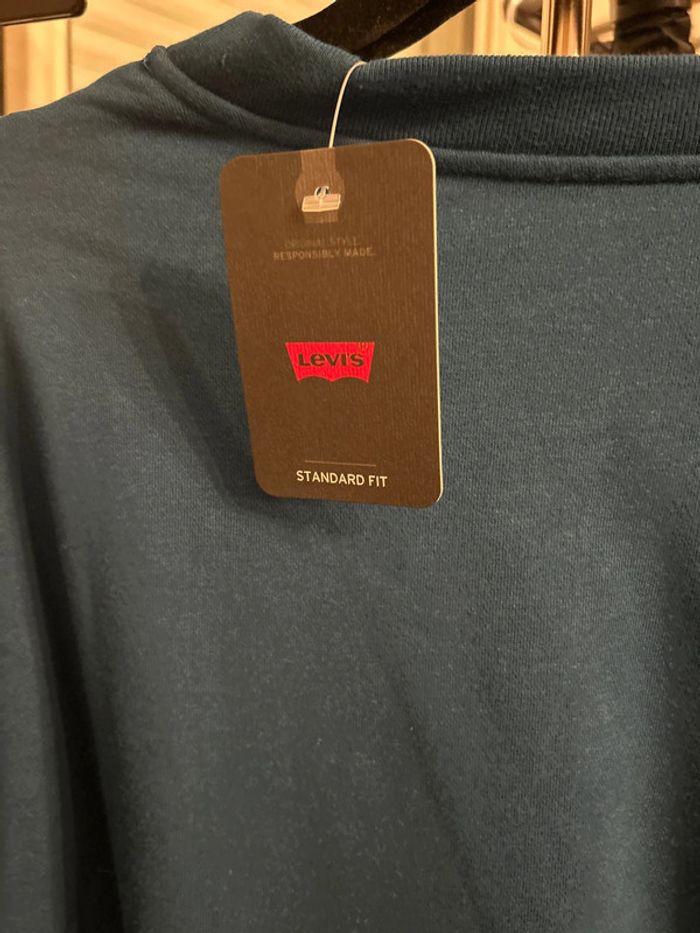 ORIGINAL STYLE.
RESPONSIBLY MADE.
LEVI'S
®
STANDARD FIT